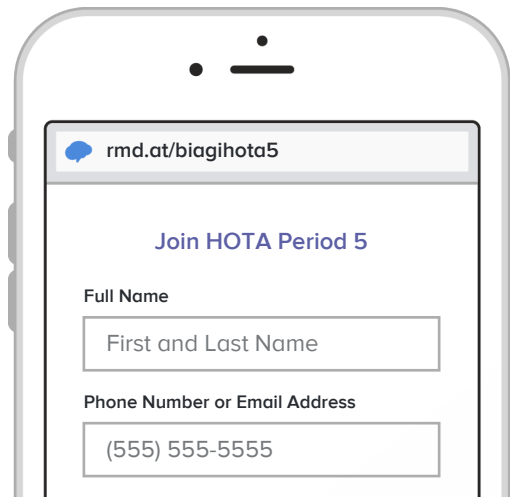 rmd.at/biagihota5
Join HOTA Period 5
Full Name
First and Last Name
Phone Number or Email Address
(555) 555-5555